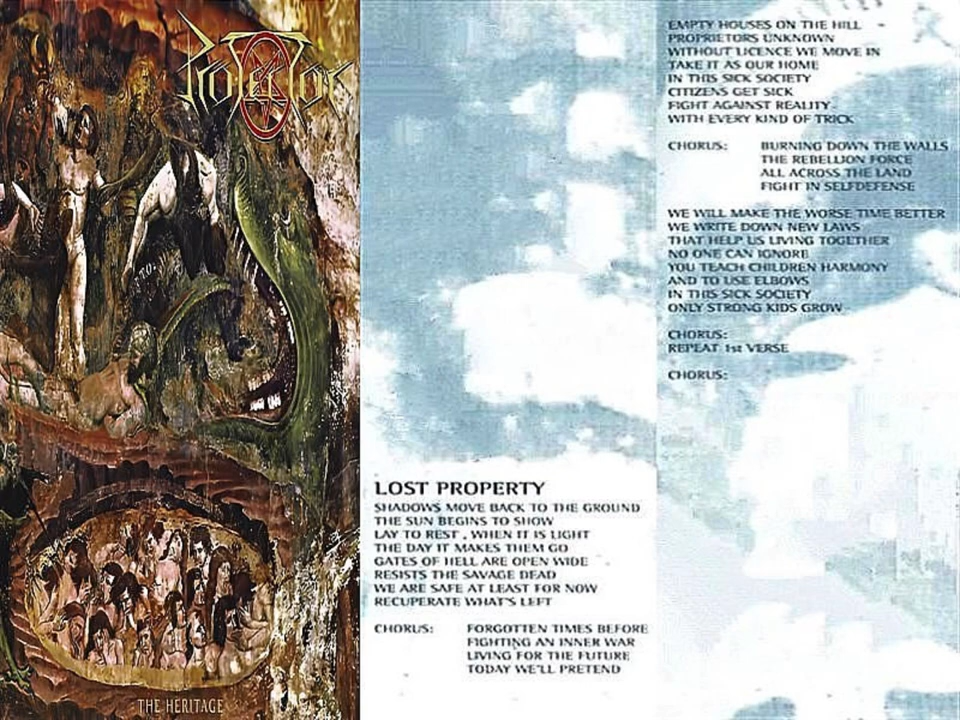 Protector
THE HERITAGE
LOST PROPERTY
SHADOWS MOVE BACK TO THE GROUND
THE SUN BEGINS TO SHOW
LAY TO REST , WHEN IT IS LIGHT
THE DAY IT MAKES THEM GO
GATES OF HELL ARE OPEN WIDE
RESISTS THE SAVAGE DEAD
WE ARE SAFE AT LEAST FOR NOW
RECUPERATE WHAT'S LEFT
CHORUS: FORGOTTEN TIMES BEFORE
FIGHTING AN INNER WAR
LIVING FOR THE FUTURE
TODAY WE'LL PRETEND
EMPTY HOUSES ON THE HILL
PROPRIETORS UNKNOWN
WITHOUT LICENCE WE MOVE IN
TAKE IT AS OUR HOME
IN THIS SICK SOCIETY
CITIZENS GET SICK
FIGHT AGAINST REALITY
WITH EVERY KIND OF TRICK
CHORUS: BURNING DOWN THE WALLS
THE REBELLION FORCE
ALL ACROSS THE LAND
FIGHT IN SELFDEFENSE
WE WILL MAKE THE WORSE TIME BETTER
WE WRITE DOWN NEW LAWS
THAT HELP US LIVING TOGETHER
NO ONE CAN IGNORE
YOU TEACH CHILDREN HARMONY
AND TO USE ELBOWS
IN THIS SICK SOCIETY
ONLY STRONG KIDS GROW
CHORUS:
REPEAT 1st VERSE
CHORUS: